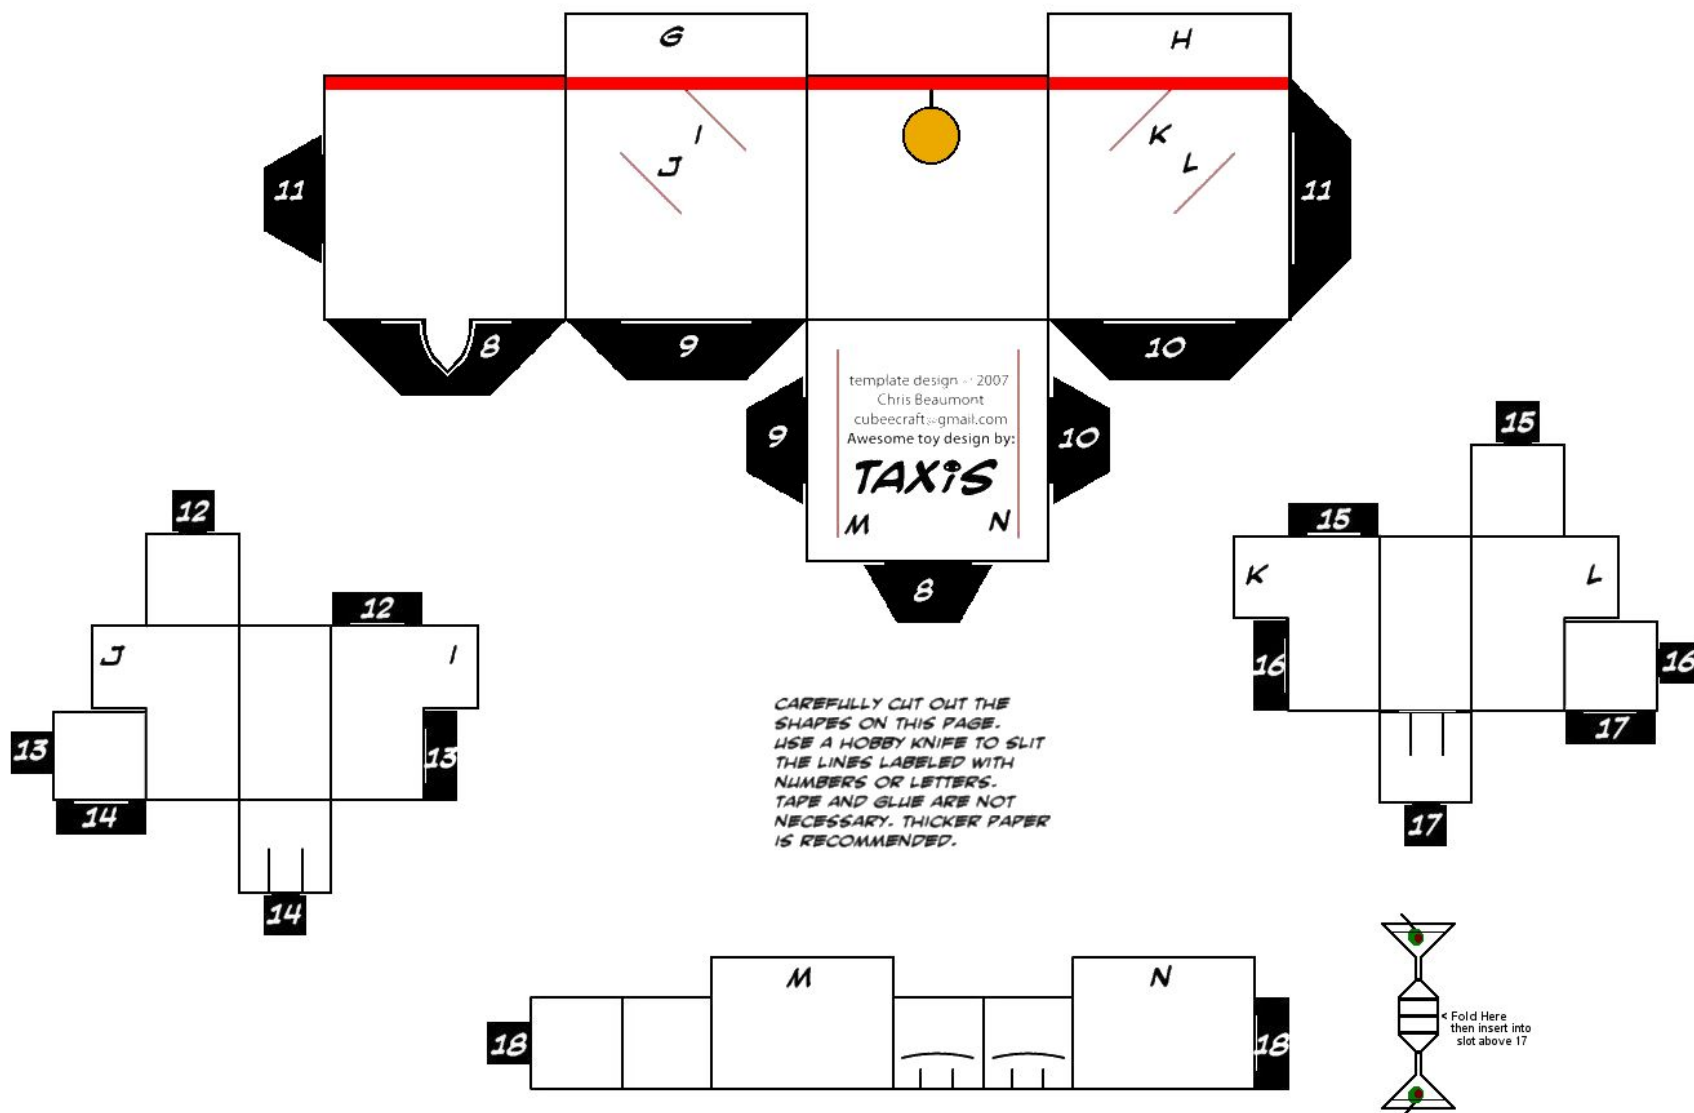 G
H
I
J
K
L
11
11
8
9
10
template design - 2007
Chris Beaumont
cubeecraft@gmail.com
Awesome toy design by:
TAXiS
M
N
9
10
8
15
12
15
12
K
L
J
I
16
16
13
13
17
14
17
14
CAREFULLY CUT OUT THE
SHAPES ON THIS PAGE.
USE A HOBBY KNIFE TO SLIT
THE LINES LABELED WITH
NUMBERS OR LETTERS.
TAPE AND GLUE ARE NOT
NECESSARY. THICKER PAPER
IS RECOMMENDED.
M
N
18
18
< Fold Here
then insert into
slot above 17